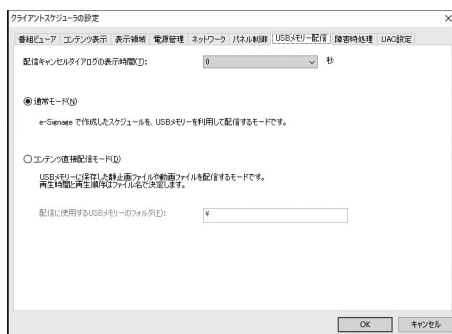 クライアントスケジューラの設定
番組ビューア コンテンツ表示 表示領域 電源管理 ネットワーク パネル制御 USBメモリー配信 障害時処理 UAC設定
配信キャンセルダイアログの表示時間(T): 0 秒
通常モード(N)
e-Signage で作成したスケジュールを、USBメモリーを利用して配信するモードです。
コンテンツ直接配信モード(D)
USBメモリーに保存した静止画ファイルや動画ファイルを配信するモードです。
再生時間と再生順序はファイル名で決定します。
配信に使用するUSBメモリーのフォルダ(F): ¥
OK キャンセル